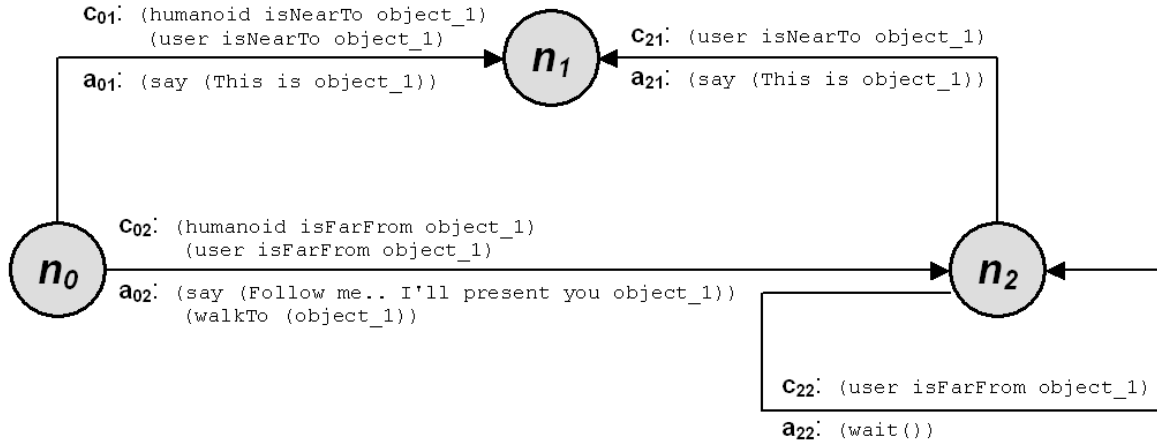 c01: (humanoid isNearTo object_1)
(user isNearTo object_1)
a01: (say (This is object_1))
n1
c21: (user isNearTo object_1)
a21: (say (This is object_1))
n0
c02: (humanoid isFarFrom object_1)
(user isFarFrom object_1)
a02: (say (Follow me.. I'll present you object_1))
(walkTo (object_1))
n2
c22: (user isFarFrom object_1)
a22: (wait())